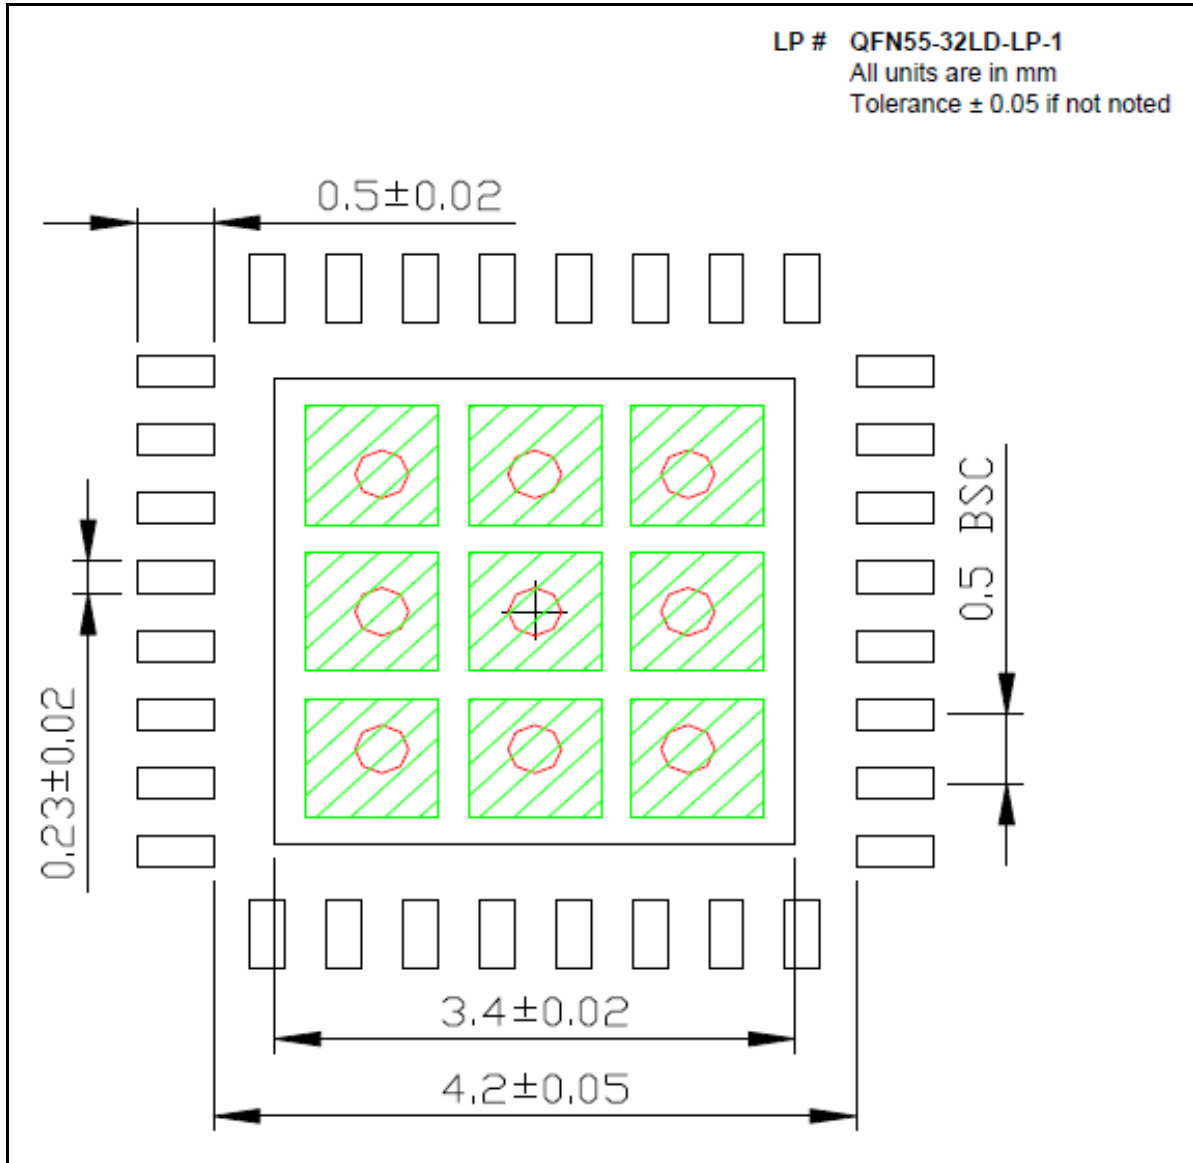 LP # QFN55-32LD-LP-1
All units are in mm
Tolerance ± 0.05 if not noted
0.5±0.02
0.5 BSC
0.23±0.02
3.4±0.02
4.2±0.05